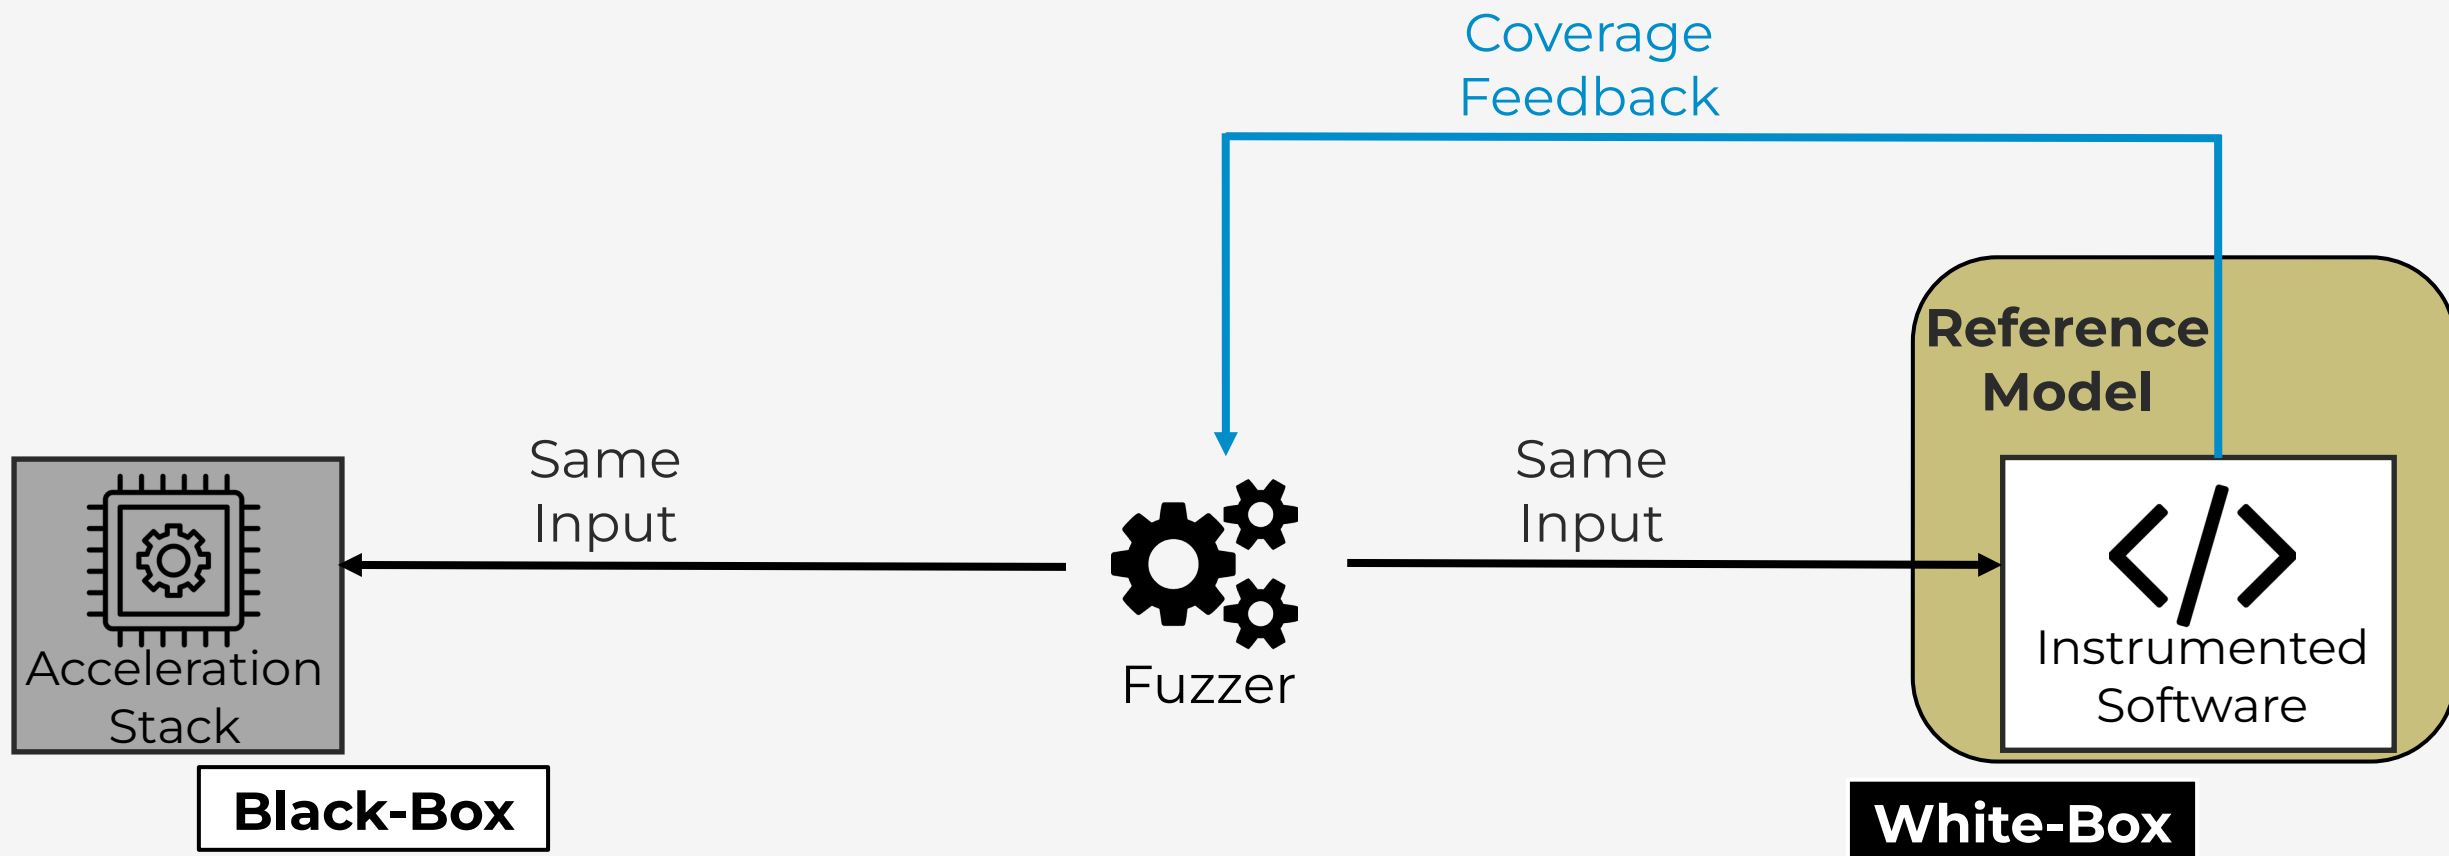 Coverage
Feedback
Reference
Model
Same
Input
Same
Input
Acceleration
Stack
Fuzzer
Instrumented
Software
Black-Box
White-Box